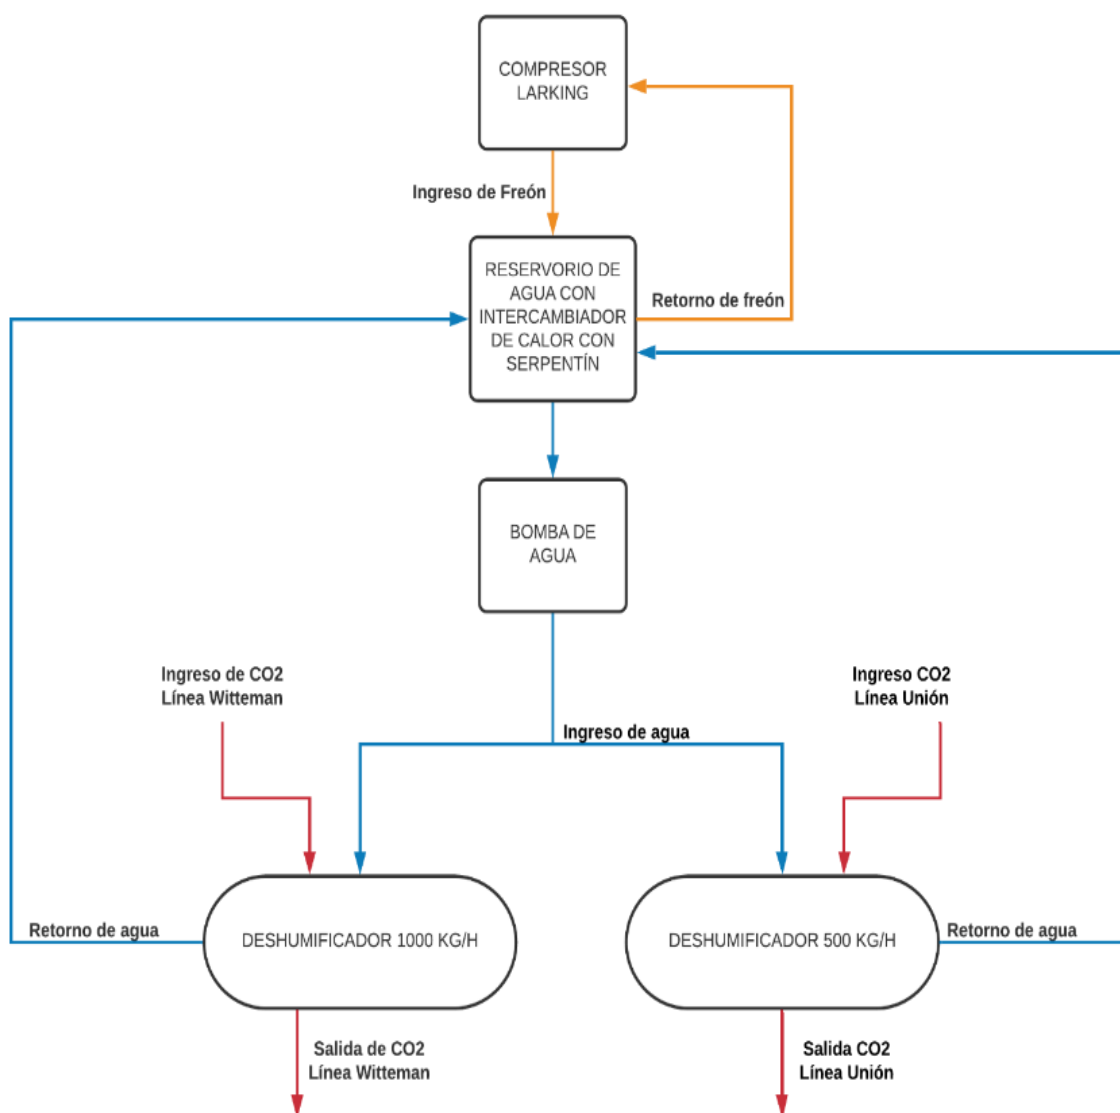 COMPRESOR
LARKING
Ingreso de Freón
RESERVORIO DE
AGUA CON
INTERCAMBIADOR
DE CALOR CON
SERPENTÍN
Retorno de freón
BOMBA DE
AGUA
Ingreso de CO2
Línea Witteman
Ingreso CO2
Línea Unión
Ingreso de agua
Retorno de agua
DESHUMIFICADOR 1000 KG/H
DESHUMIFICADOR 500 KG/H
Retorno de agua
Salida de CO2
Línea Witteman
Salida CO2
Línea Unión